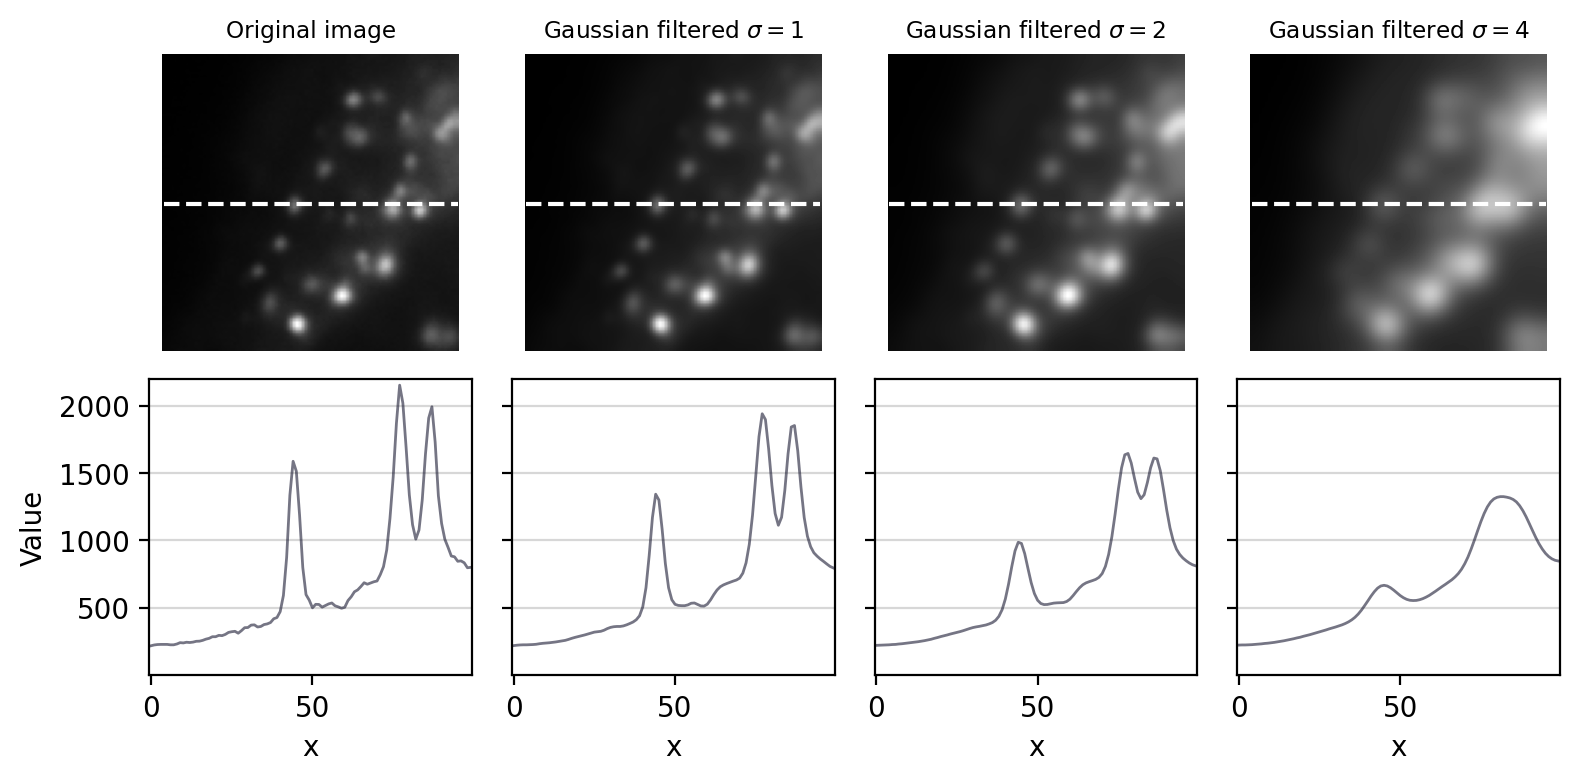 Original image
Gaussian filtered σ = 1
Gaussian filtered σ = 2
Gaussian filtered σ = 4
2000
1500
1000
500
Value
0 50
0 50
0 50
0 50
x
x
x
x